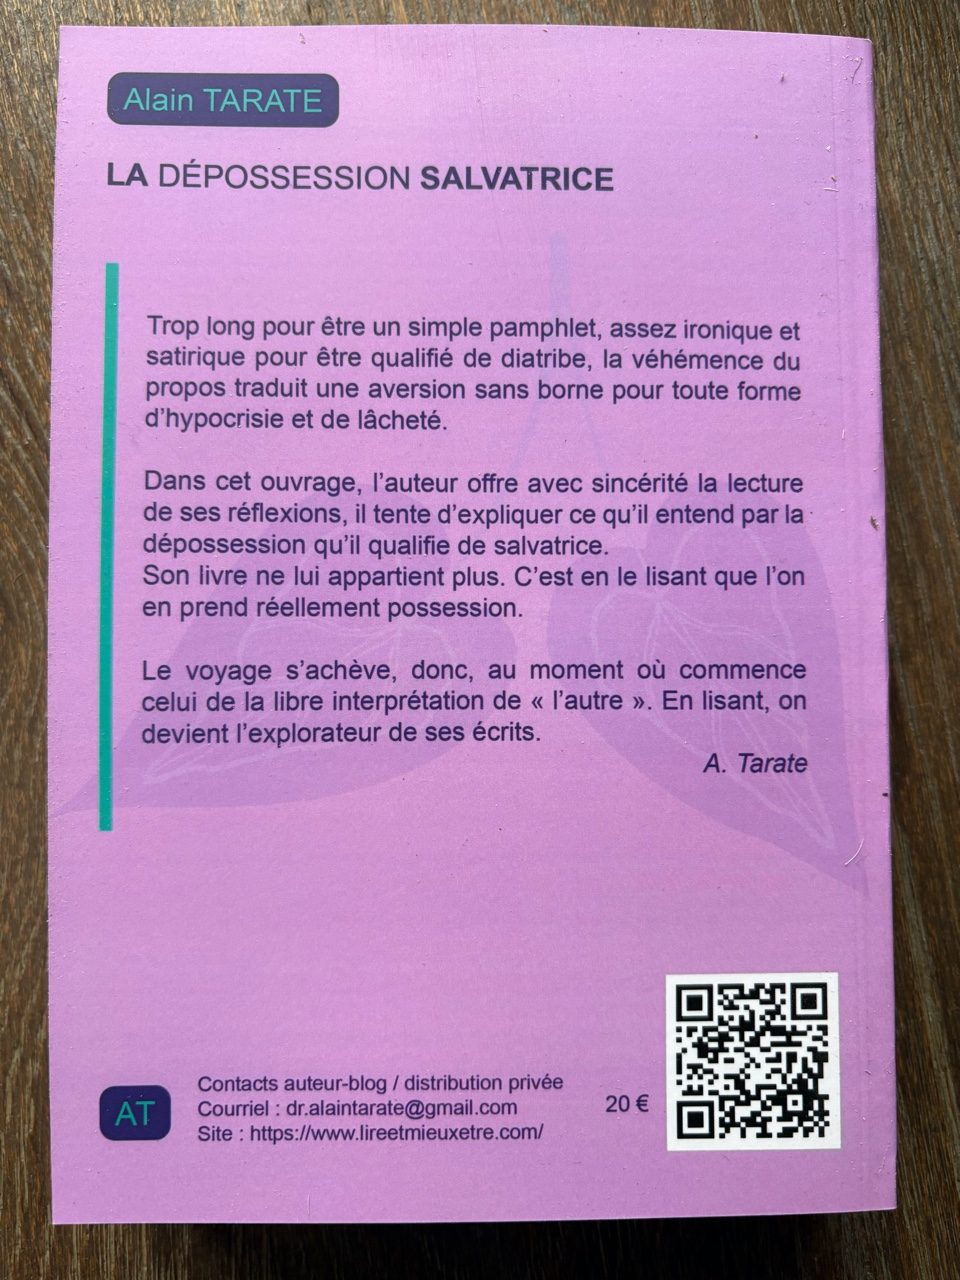 Alain TARATE
LA DÉPOSSESSION SALVATRICE
Trop long pour être un simple pamphlet, assez ironique et
satirique pour être qualifié de diatribe, la véhémence du
propos traduit une aversion sans borne pour toute forme
d'hypocrisie et de lâcheté.
Dans cet ouvrage, l'auteur offre avec sincérité la lecture
de ses réflexions, il tente d'expliquer ce qu'il entend par la
dépossession qu'il qualifie de salvatrice.
Son livre ne lui appartient plus. C'est en le lisant que l'on
en prend réellement possession.
Le voyage s'achève, donc, au moment où commence
celui de la libre interprétation de « l'autre ». En lisant, on
devient l'explorateur de ses écrits.
A. Tarate
AT
Contacts auteur-blog / distribution privée
Courriel : dr.alaintarate@gmail.com
Site : https://www.lireetmieuxetre.com/
20 €